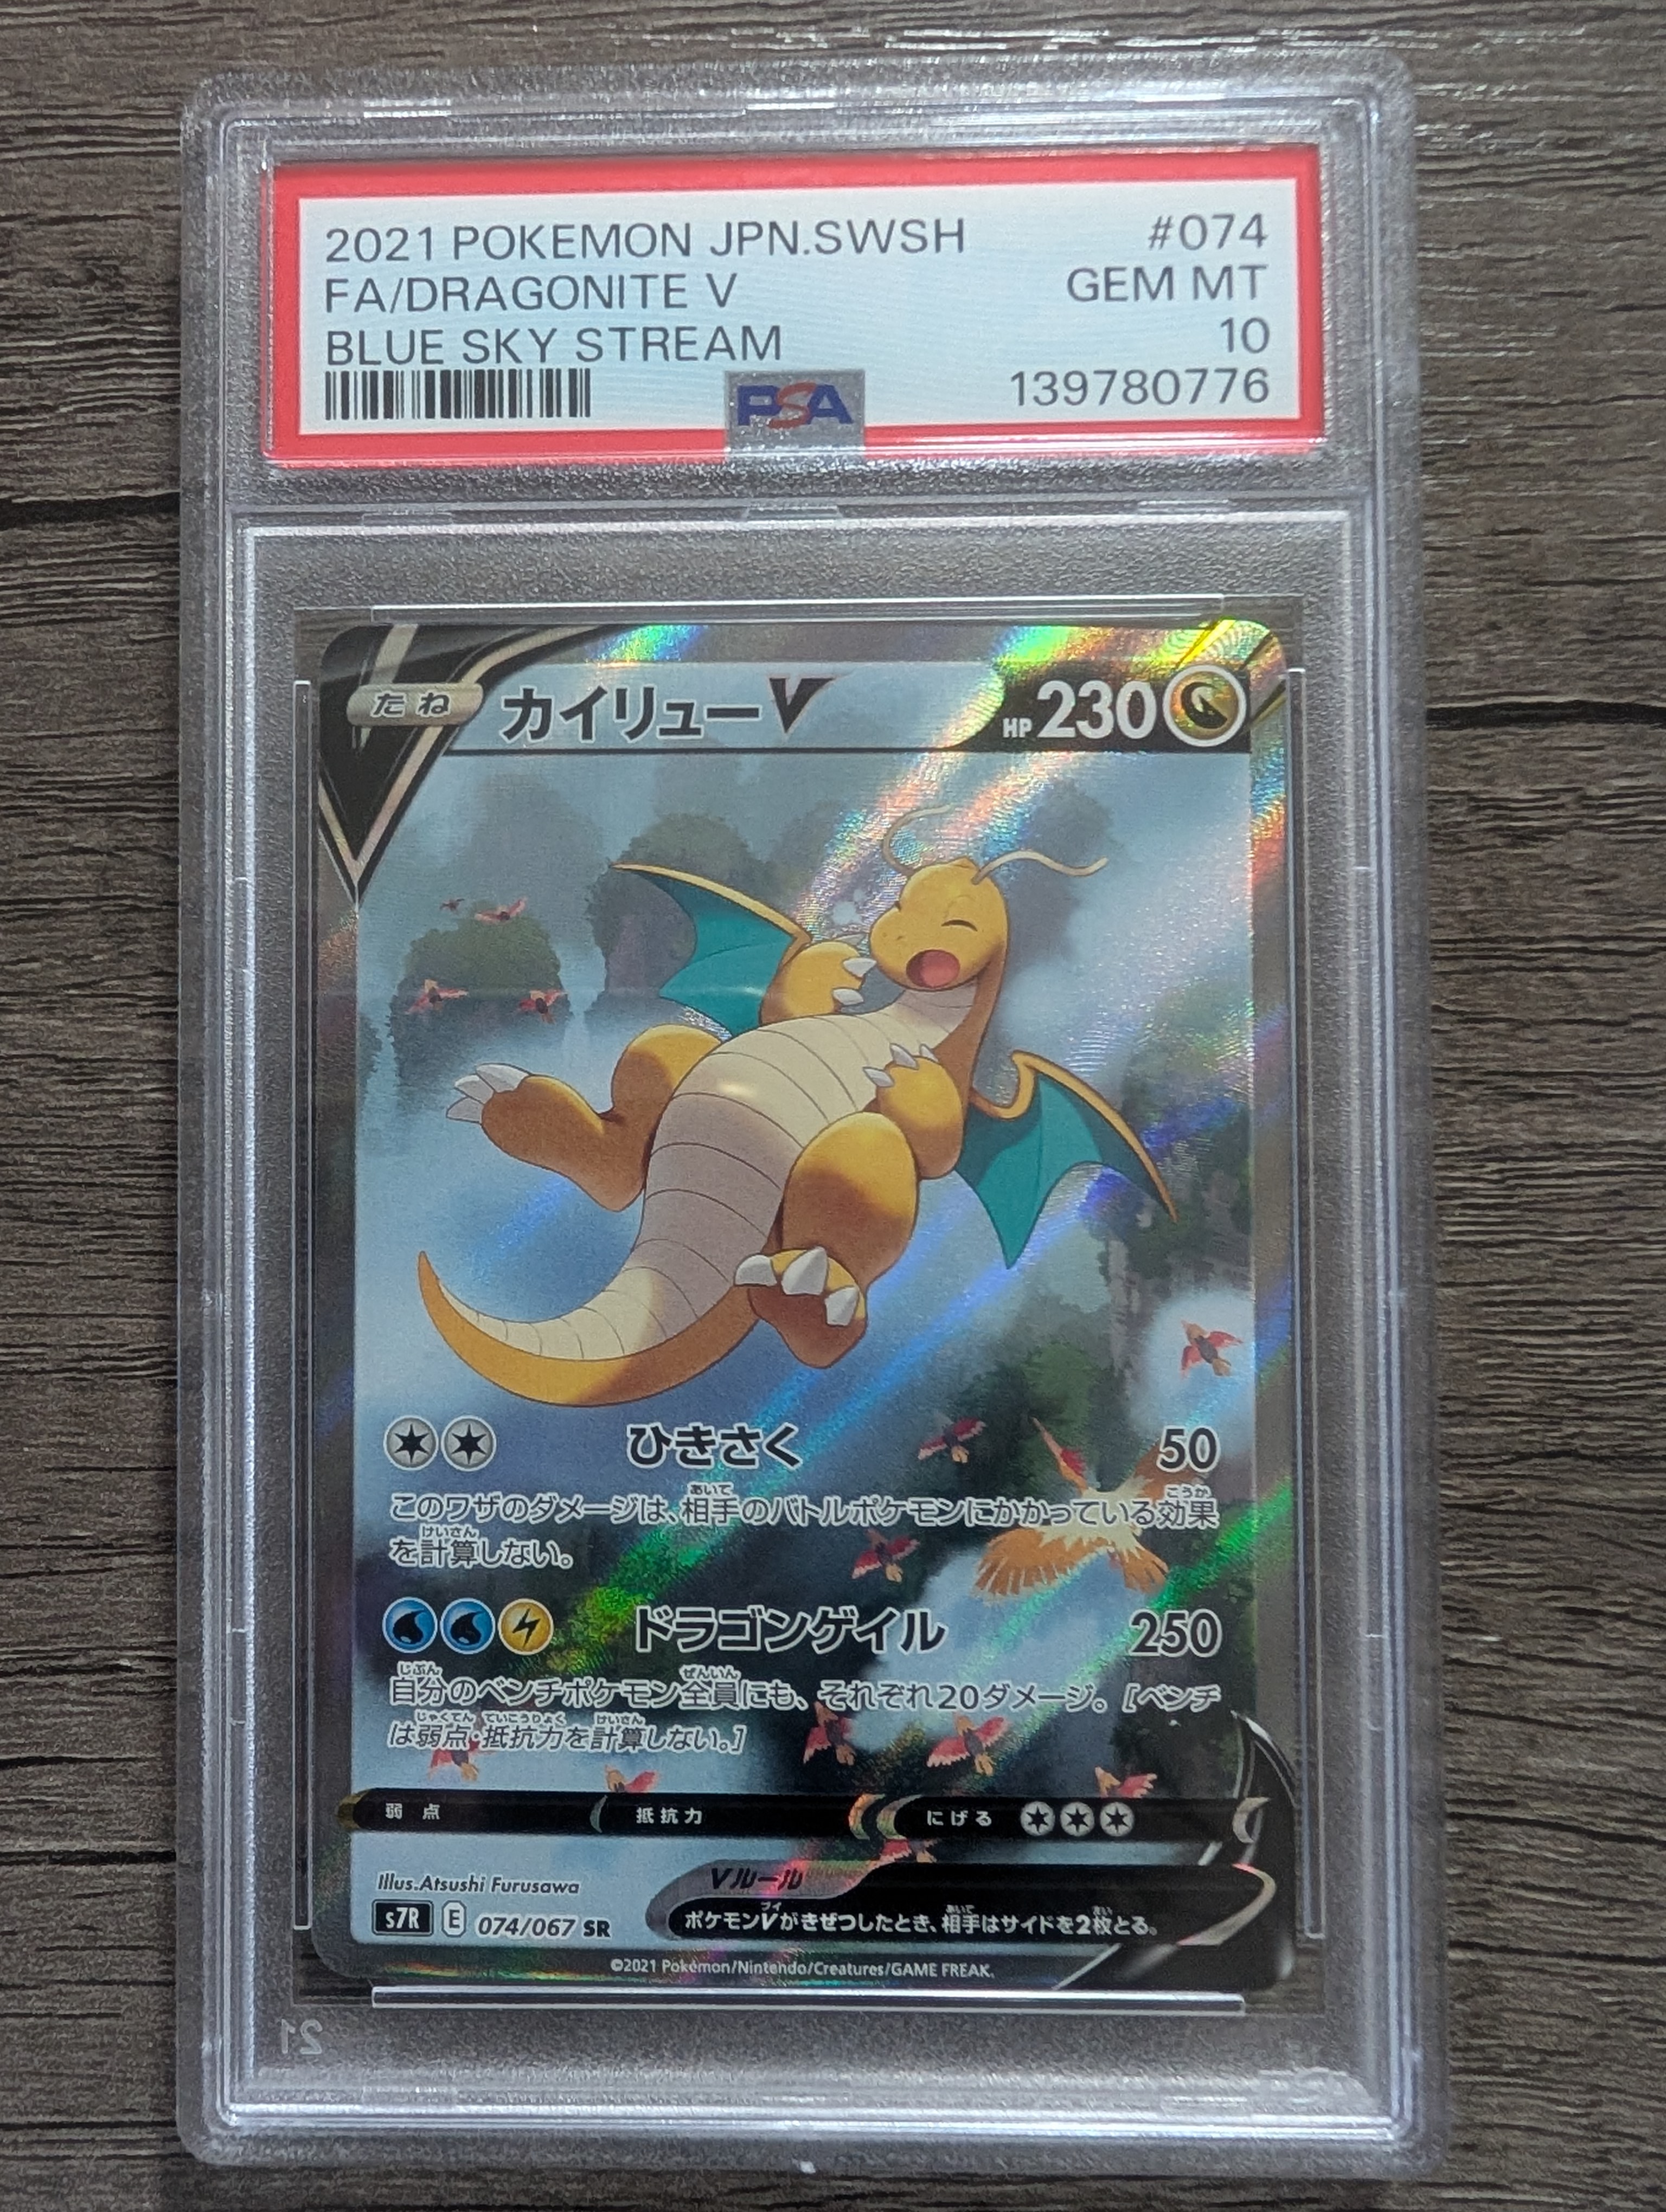 2021 POKEMON JPN.SWSH #074
FA/DRAGONITE V GEM MT
BLUE SKY STREAM 10
PSA 139780776
たね カイリューV HP 230
ひきさく 50
このワザのダメージは、相手のバトルポケモンにかかっている効果
を計算しない。
ドラゴンゲイル 250
自分のベンチポケモン全員にも、それぞれ20ダメージ。[ベンチ
は弱点・抵抗力を計算しない。]
弱点 抵抗力 にげる
Illus.Atsushi Furusawa Vルール
s7R E 074/067 SR ポケモンVがきぜつしたとき、相手はサイドを2枚とる。
©2021 Pokémon/Nintendo/Creatures/GAME FREAK.
21